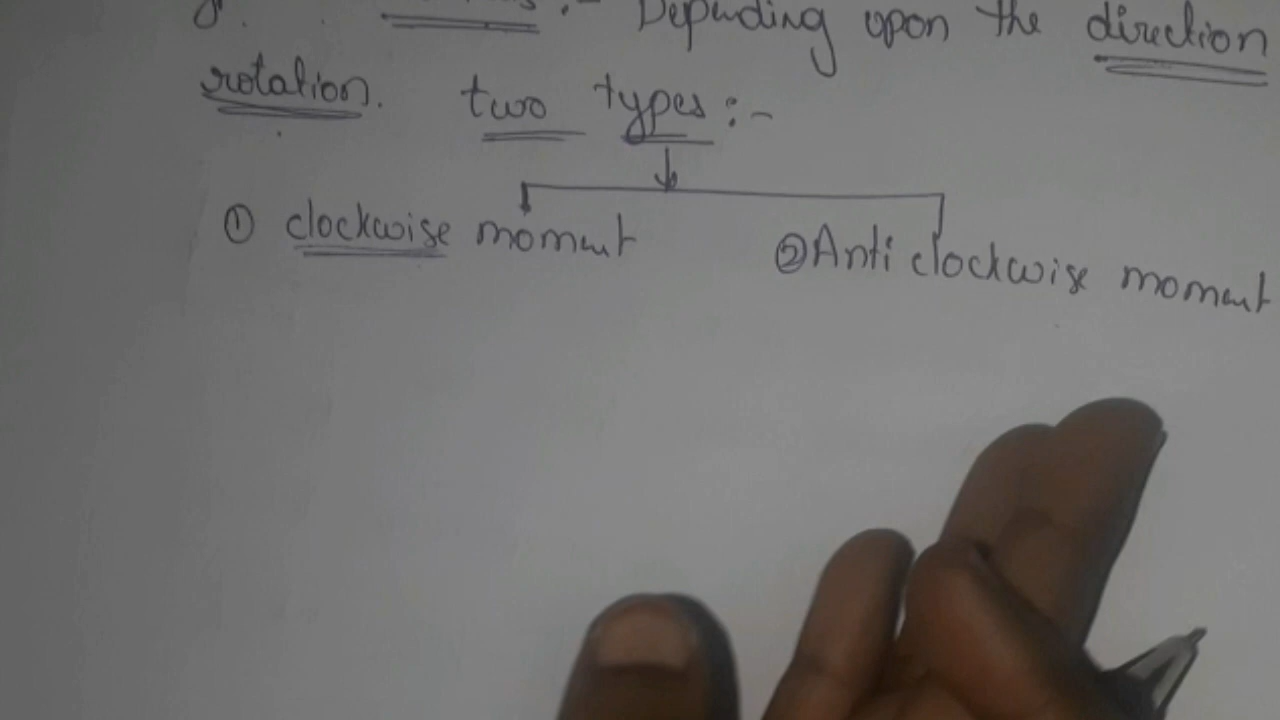 :- Depending upon the direction
rotation. two types :-
① clockwise moment ② Anti clockwise moment